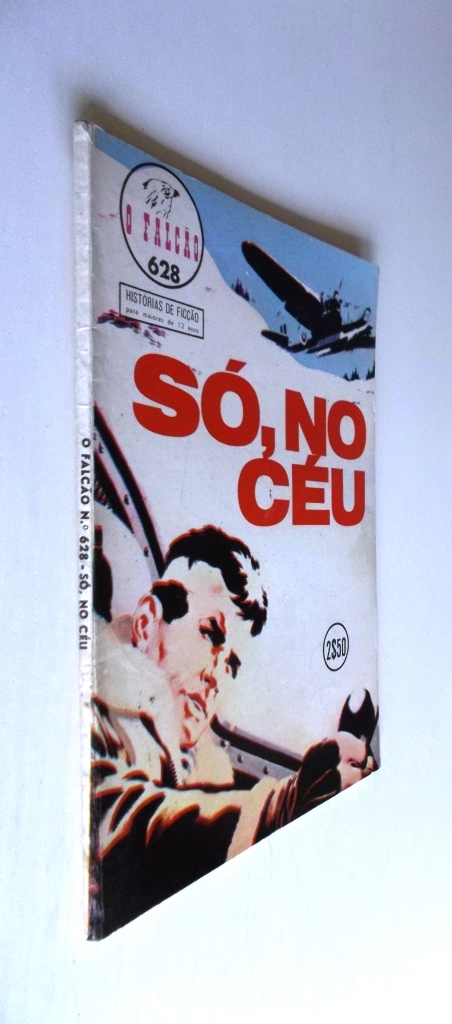 O FALCÃO
628
HISTÓRIAS DE FICÇÃO
para maiores de 12 anos
SÓ, NO
CÉU
2$50
O FALCÃO N.º 628 - SÓ, NO CÉU